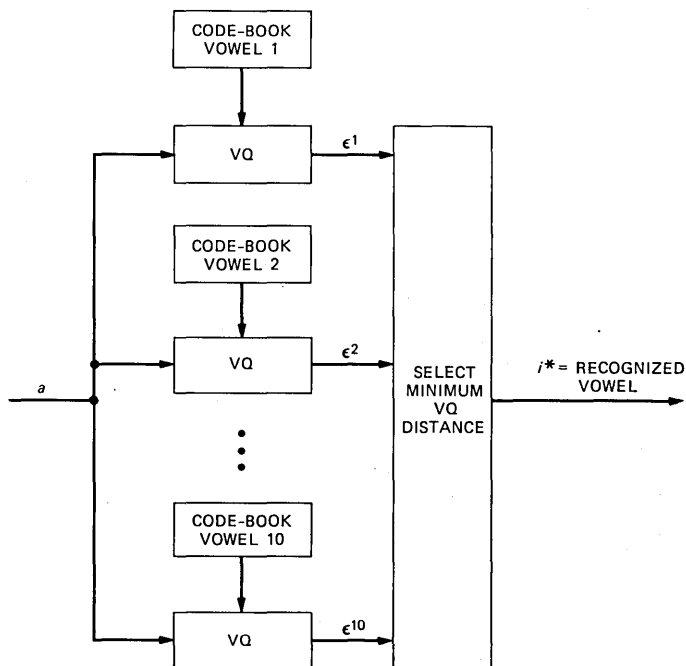 CODE-BOOK
VOWEL 1
VQ
ϵ¹
CODE-BOOK
VOWEL 2
VQ
ϵ²
a
SELECT
MINIMUM
VQ
DISTANCE
i* = RECOGNIZED
VOWEL
CODE-BOOK
VOWEL 10
VQ
ϵ¹⁰